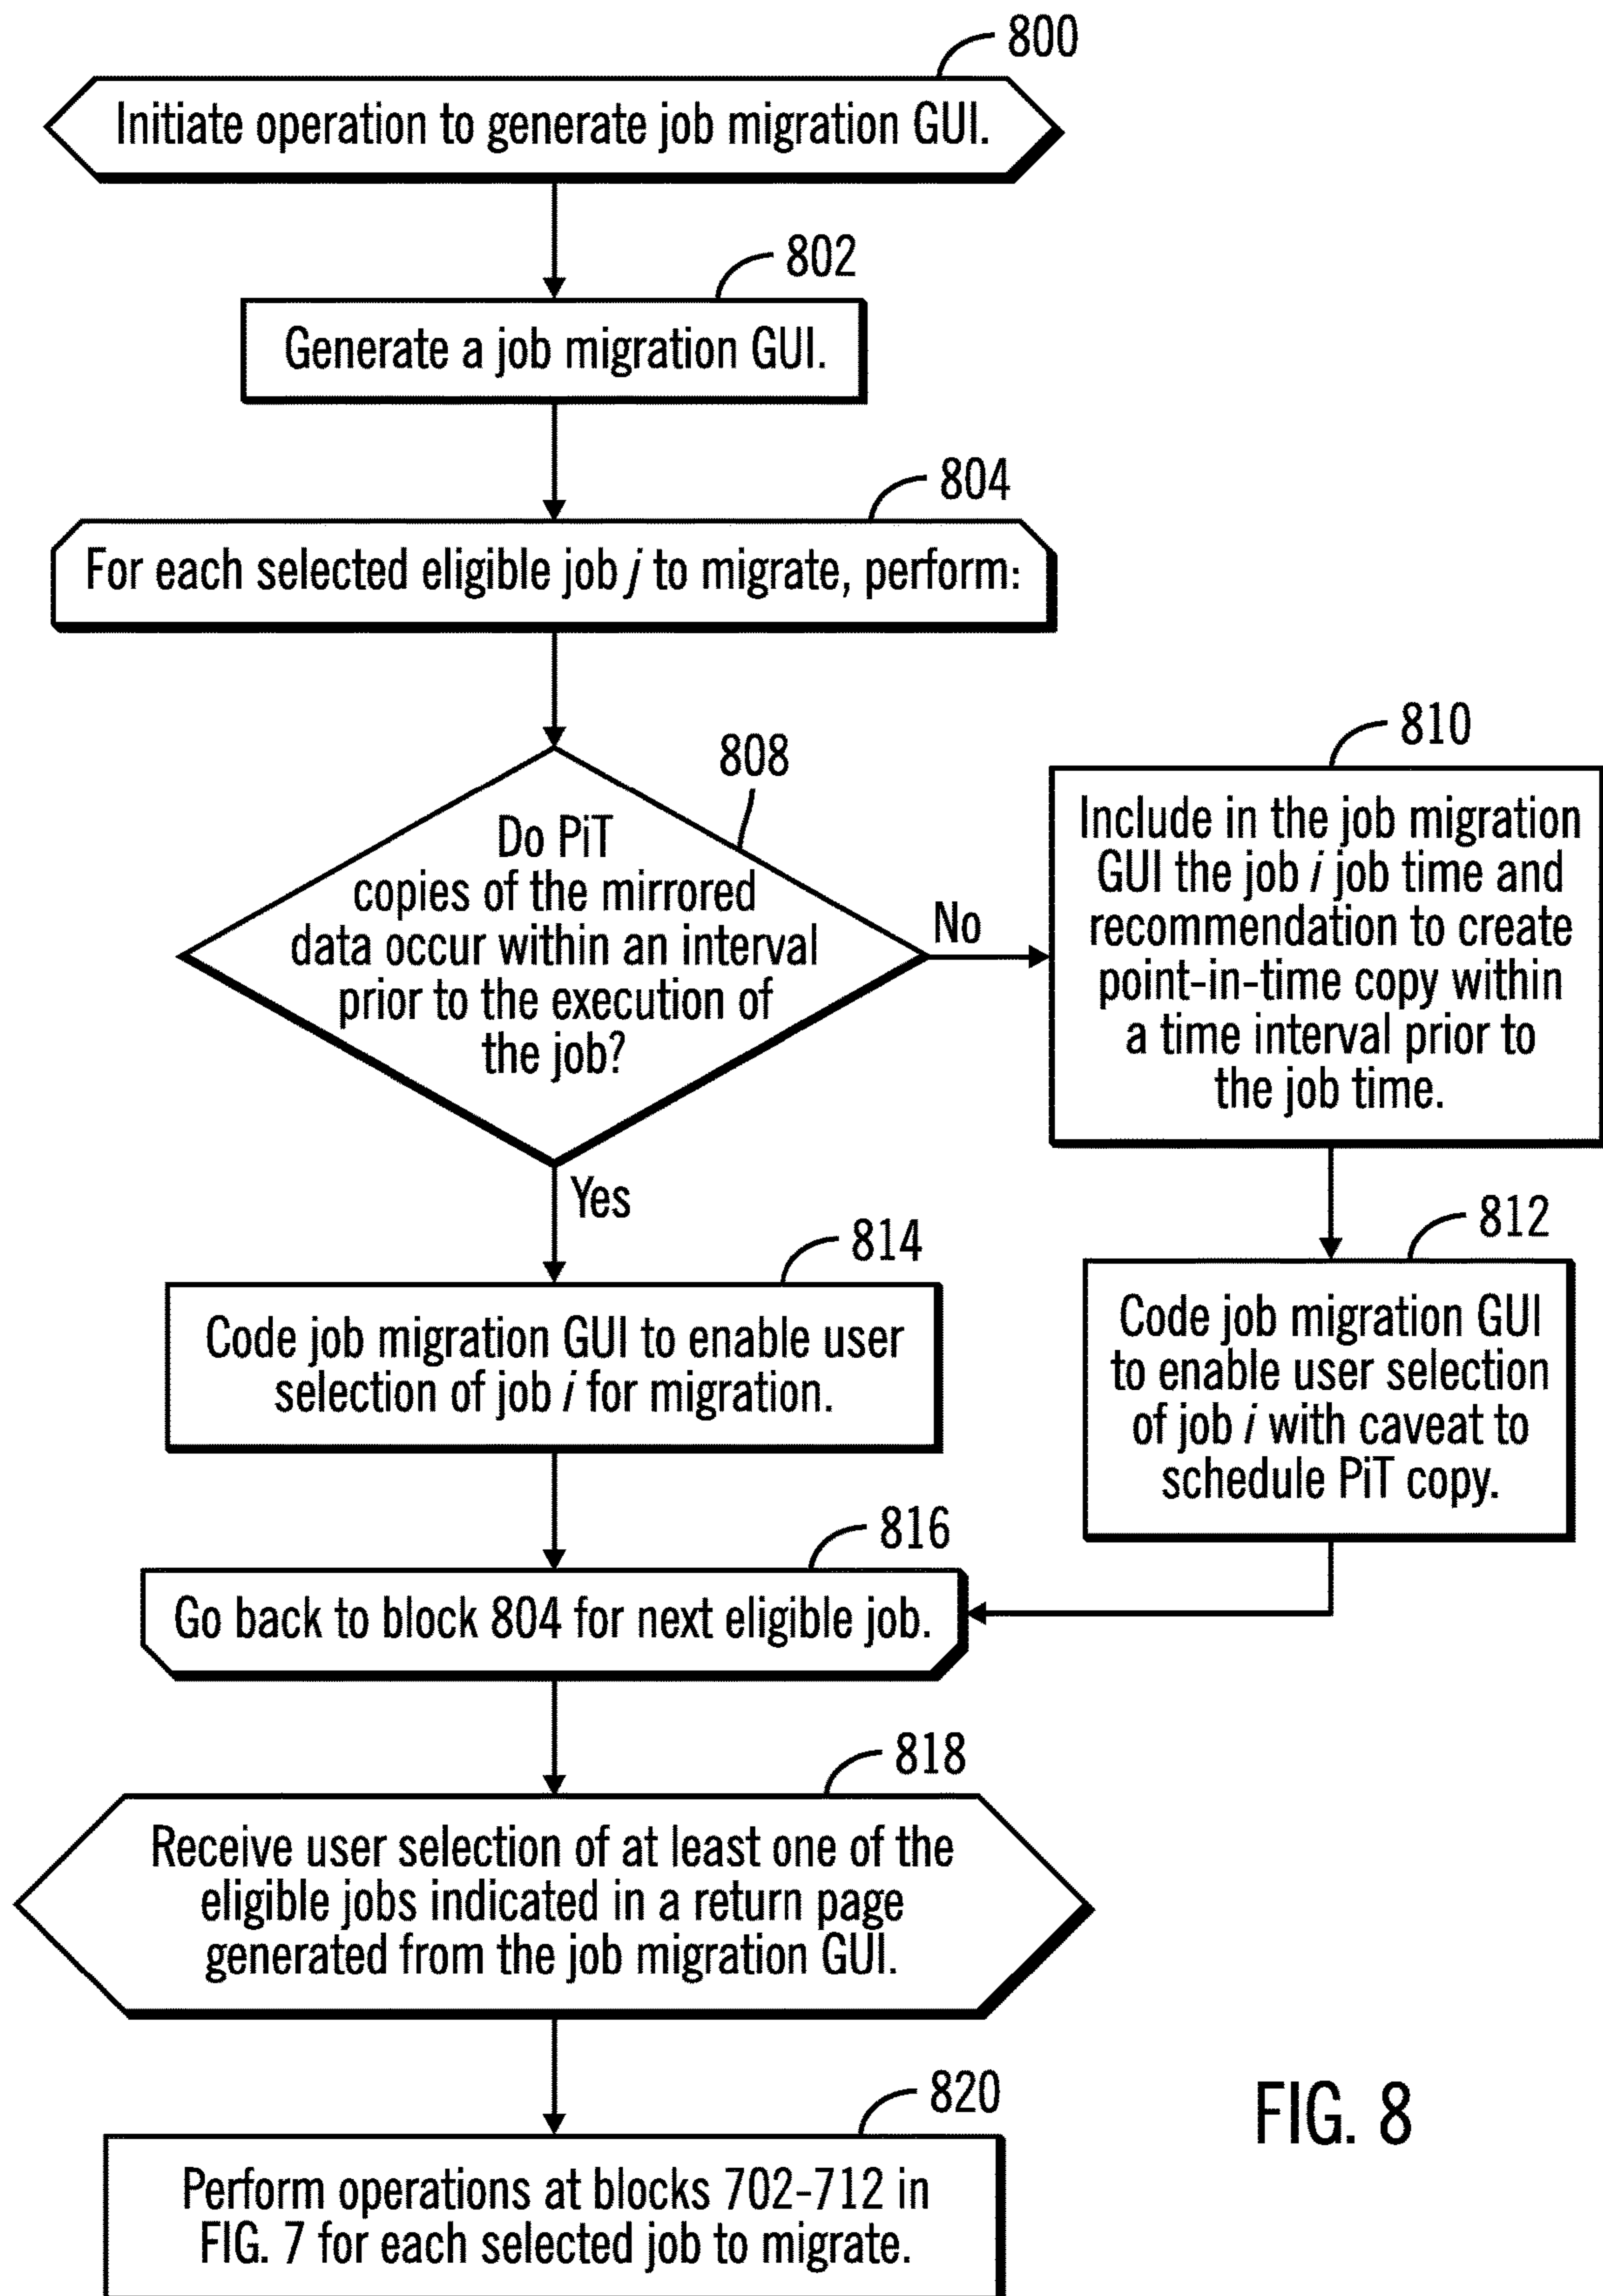 800
Initiate operation to generate job migration GUI.
802
Generate a job migration GUI.
804
For each selected eligible job j to migrate, perform:
808
Do PiT
copies of the mirrored
data occur within an interval
prior to the execution of
the job?
No
Yes
810
Include in the job migration
GUI the job i job time and
recommendation to create
point-in-time copy within
a time interval prior to
the job time.
812
Code job migration GUI
to enable user selection
of job i with caveat to
schedule PiT copy.
814
Code job migration GUI to enable user
selection of job i for migration.
816
Go back to block 804 for next eligible job.
818
Receive user selection of at least one of the
eligible jobs indicated in a return page
generated from the job migration GUI.
820
Perform operations at blocks 702-712 in
FIG. 7 for each selected job to migrate.
FIG. 8